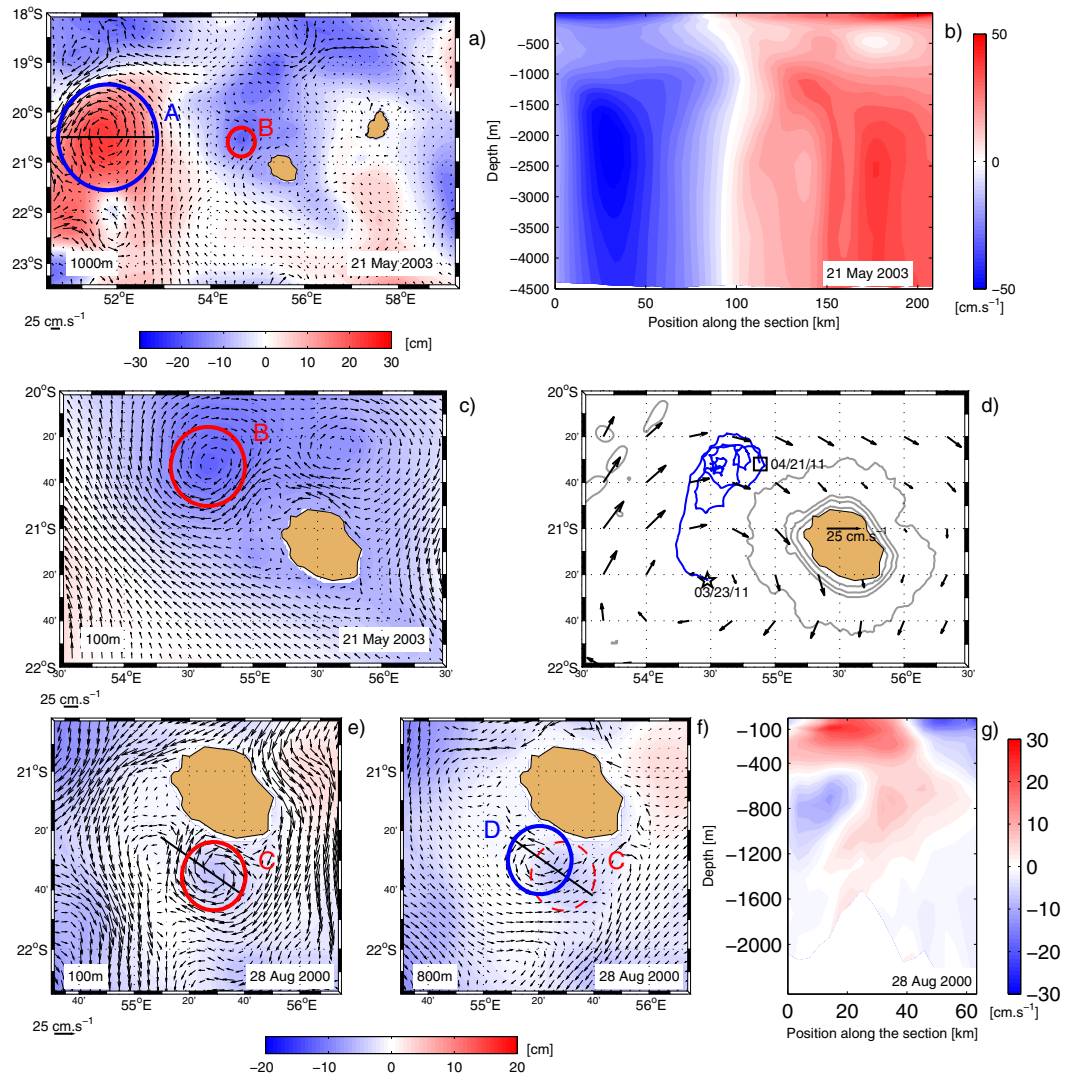 a)
18°S
19°S
20°S
21°S
22°S
23°S
A
B
1000m
21 May 2003
52°E
54°E
56°E
58°E
25 cm.s⁻¹
[cm]
−30 −20 −10 0 10 20 30
b)
−500
−1000
−1500
−2000
−2500
−3000
−3500
−4000
−4500
Depth [m]
21 May 2003
0 50 100 150 200
Position along the section [km]
50
0
−50
[cm.s⁻¹]
c)
20°S
20'
40'
21°S
20'
40'
22°S
B
100m
21 May 2003
30' 54°E 30' 55°E 30' 56°E 30'
25 cm.s⁻¹
d)
20°S
20'
40'
21°S
20'
40'
22°S
04/21/11
25 cm.s⁻¹
03/23/11
30' 54°E 30' 55°E 30' 56°E 30'
e)
21°S
20'
40'
22°S
C
100m
28 Aug 2000
40' 55°E 20' 40' 56°E
25 cm.s⁻¹
f)
21°S
20'
40'
22°S
D
C
800m
28 Aug 2000
40' 55°E 20' 40' 56°E
[cm]
−20 −10 0 10 20
g)
−100
−400
−800
−1200
−1600
−2000
Depth [m]
28 Aug 2000
0 20 40 60
Position along the section [km]
30
20
10
0
−10
−20
−30
[cm.s⁻¹]